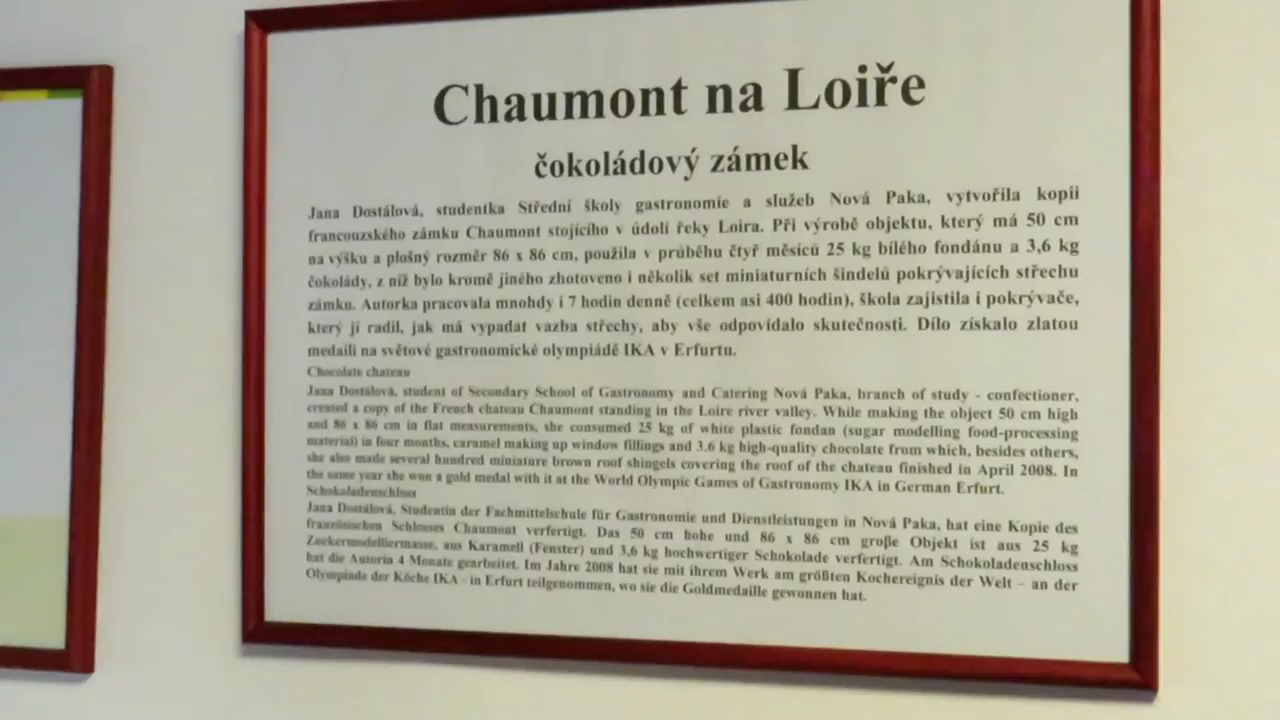 Chaumont na Loiře
čokoládový zámek
Jana Dostálová, studentka Střední školy gastronomie a služeb Nová Paka, vytvořila kopii
francouzského zámku Chaumont stojícího v údolí řeky Loira. Při výrobě objektu, který má 50 cm
na výšku a plošný rozměr 86 x 86 cm, použila v průběhu čtyř měsíců 25 kg bílého fondánu a 3,6 kg
čokolády, z níž bylo kromě jiného zhotoveno i několik set miniaturních šindelů pokrývajících střechu
zámku. Autorka pracovala mnohdy i 7 hodin denně (celkem asi 400 hodin), škola zajistila i pokrývače,
který jí radil, jak má vypadat vazba střechy, aby vše odpovídalo skutečnosti. Dílo získalo zlatou
medaili na světové gastronomické olympiádě IKA v Erfurtu.
Chocolate chateau
Jana Dostálová, student of Secondary School of Gastronomy and Catering Nová Paka, branch of study - confectioner,
created a copy of the French chateau Chaumont standing in the Loire river valley. While making the object 50 cm high
and 86 x 86 cm in flat measurements, she consumed 25 kg of white plastic fondan (sugar modelling food-processing
material) in four months, caramel making up window fillings and 3.6 kg high-quality chocolate from which, besides others,
she also made several hundred miniature brown roof shingels covering the roof of the chateau finished in April 2008. In
the same year she won a gold medal with it at the World Olympic Games of Gastronomy IKA in German Erfurt.
Schokoladenschloss
Jana Dostálová, Studentin der Fachmittelschule für Gastronomie und Dienstleistungen in Nová Paka, hat eine Kopie des
französischen Schlosses Chaumont verfertigt. Das 50 cm hohe und 86 x 86 cm große Objekt ist aus 25 kg
Zuckermodelliermasse, aus Karamell (Fenster) und 3,6 kg hochwertiger Schokolade verfertigt. Am Schokoladenschloss
hat die Autorin 4 Monate gearbeitet. Im Jahre 2008 hat sie mit ihrem Werk am größten Kochereignis der Welt – an der
Olympiade der Köche IKA - in Erfurt teilgenommen, wo sie die Goldmedaille gewonnen hat.